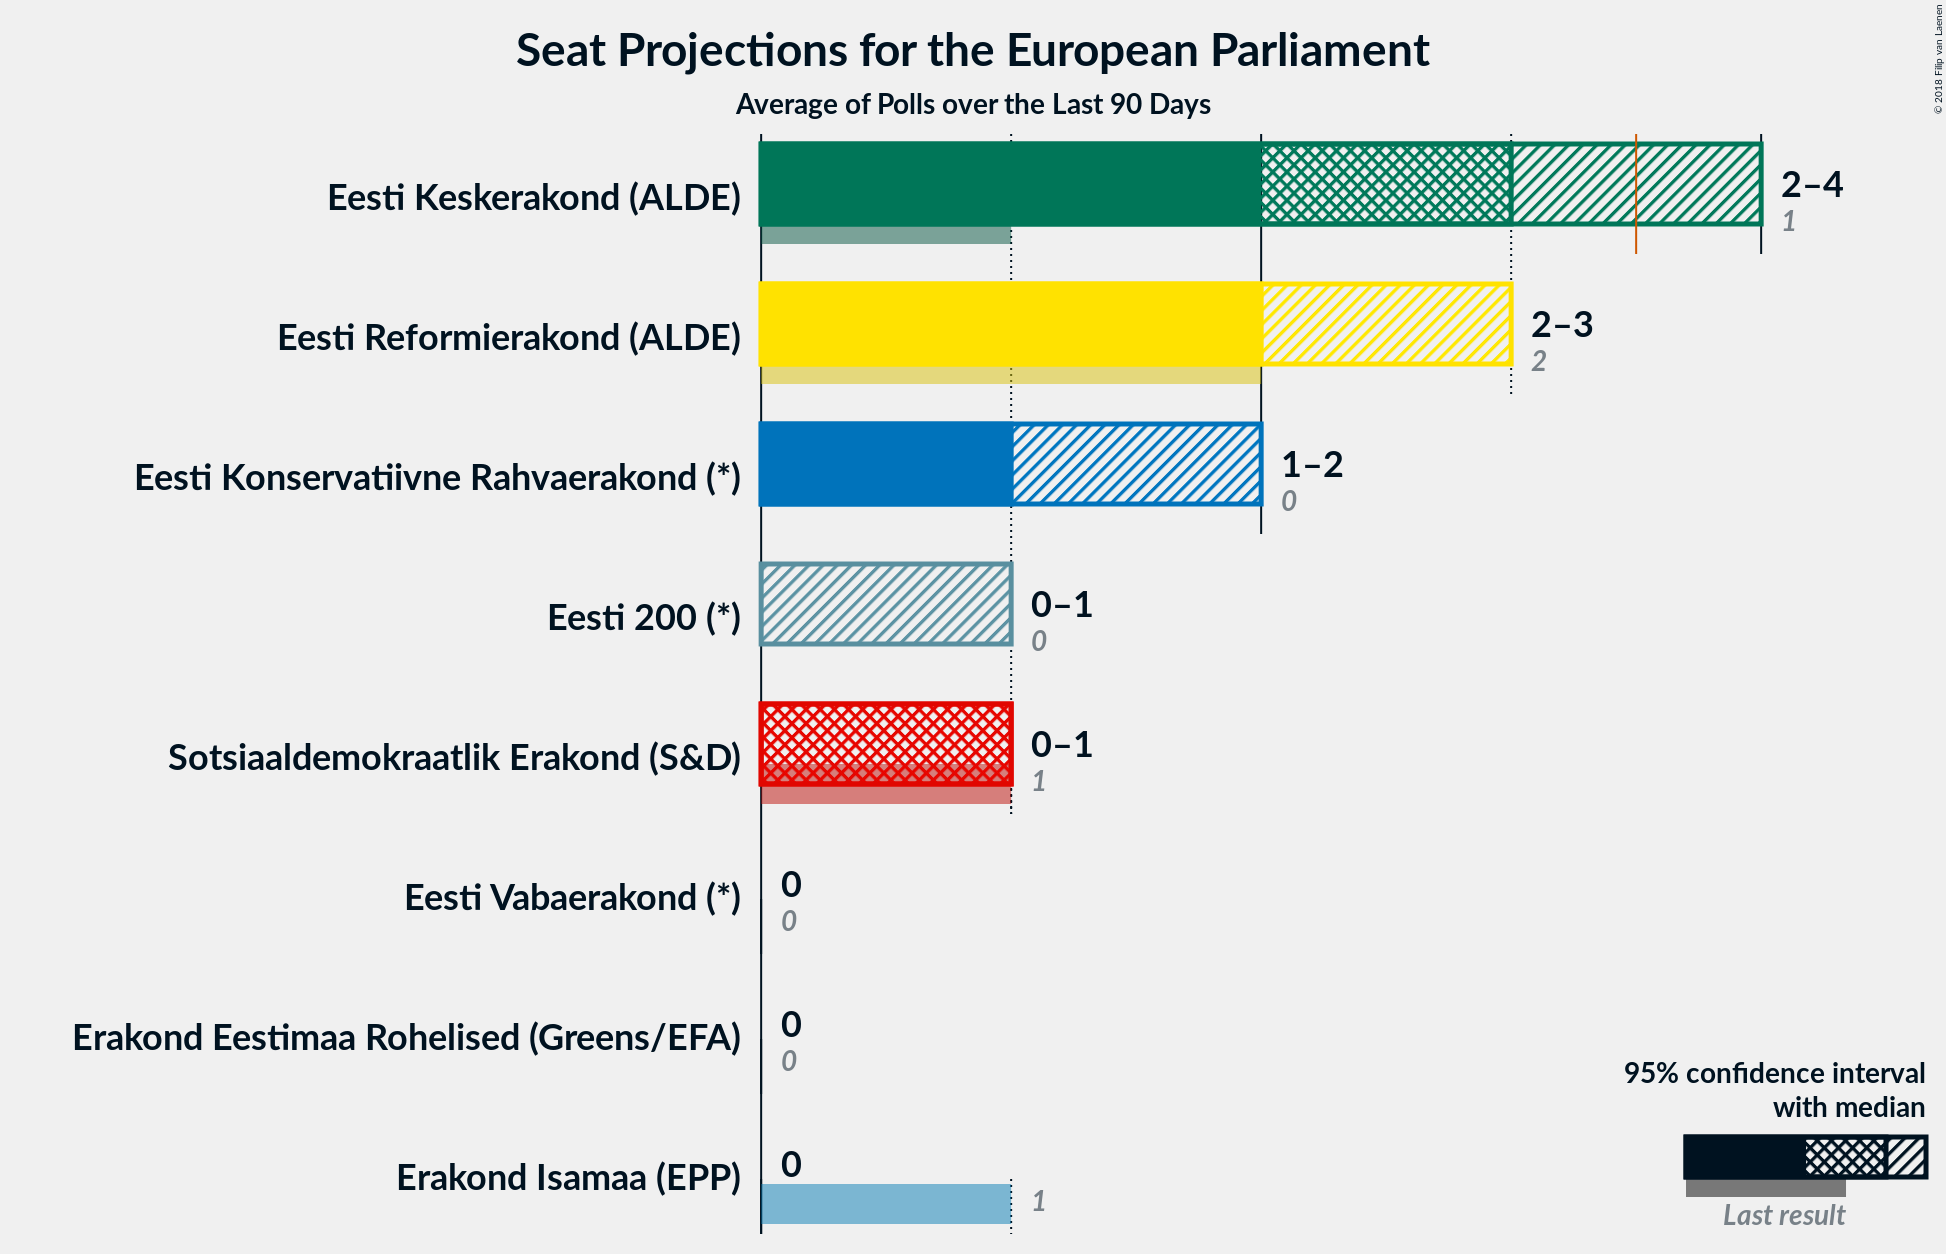 Seat Projections for the European Parliament
Average of Polls over the Last 90 Days
© 2018 Filip van Laenen
Eesti Keskerakond (ALDE)
2–4
1
Eesti Reformierakond (ALDE)
2–3
2
Eesti Konservatiivne Rahvaerakond (*)
1–2
0
Eesti 200 (*)
0–1
0
Sotsiaaldemokraatlik Erakond (S&D)
0–1
1
Eesti Vabaerakond (*)
0
0
Erakond Eestimaa Rohelised (Greens/EFA)
0
0
Erakond Isamaa (EPP)
0
1
95% confidence interval
with median
Last result